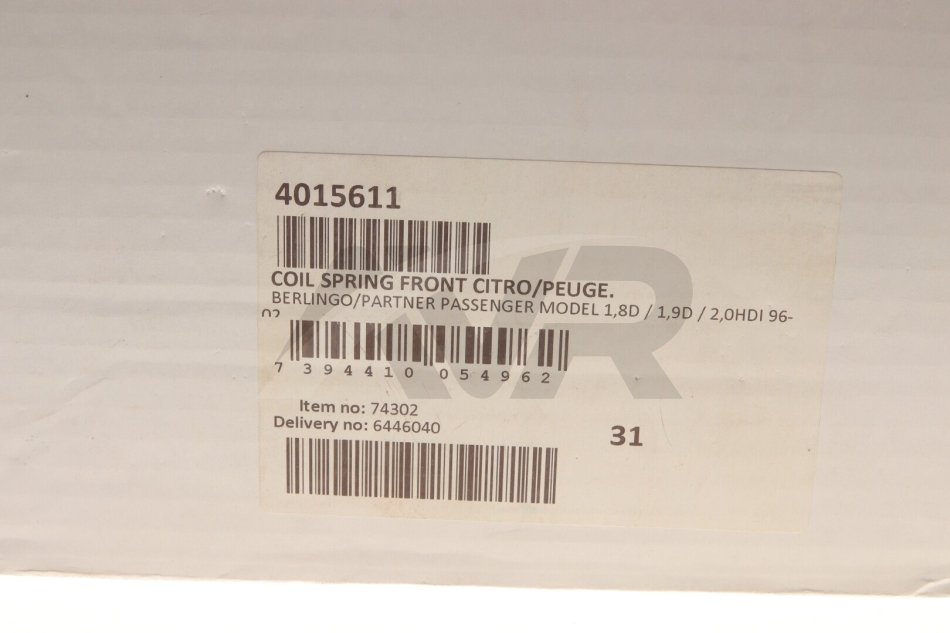 4015611
COIL SPRING FRONT CITRO/PEUGE.
BERLINGO/PARTNER PASSENGER MODEL 1,8D / 1,9D / 2,0HDI 96-
02
7 394410 054962
Item no: 74302
Delivery no: 6446040
31